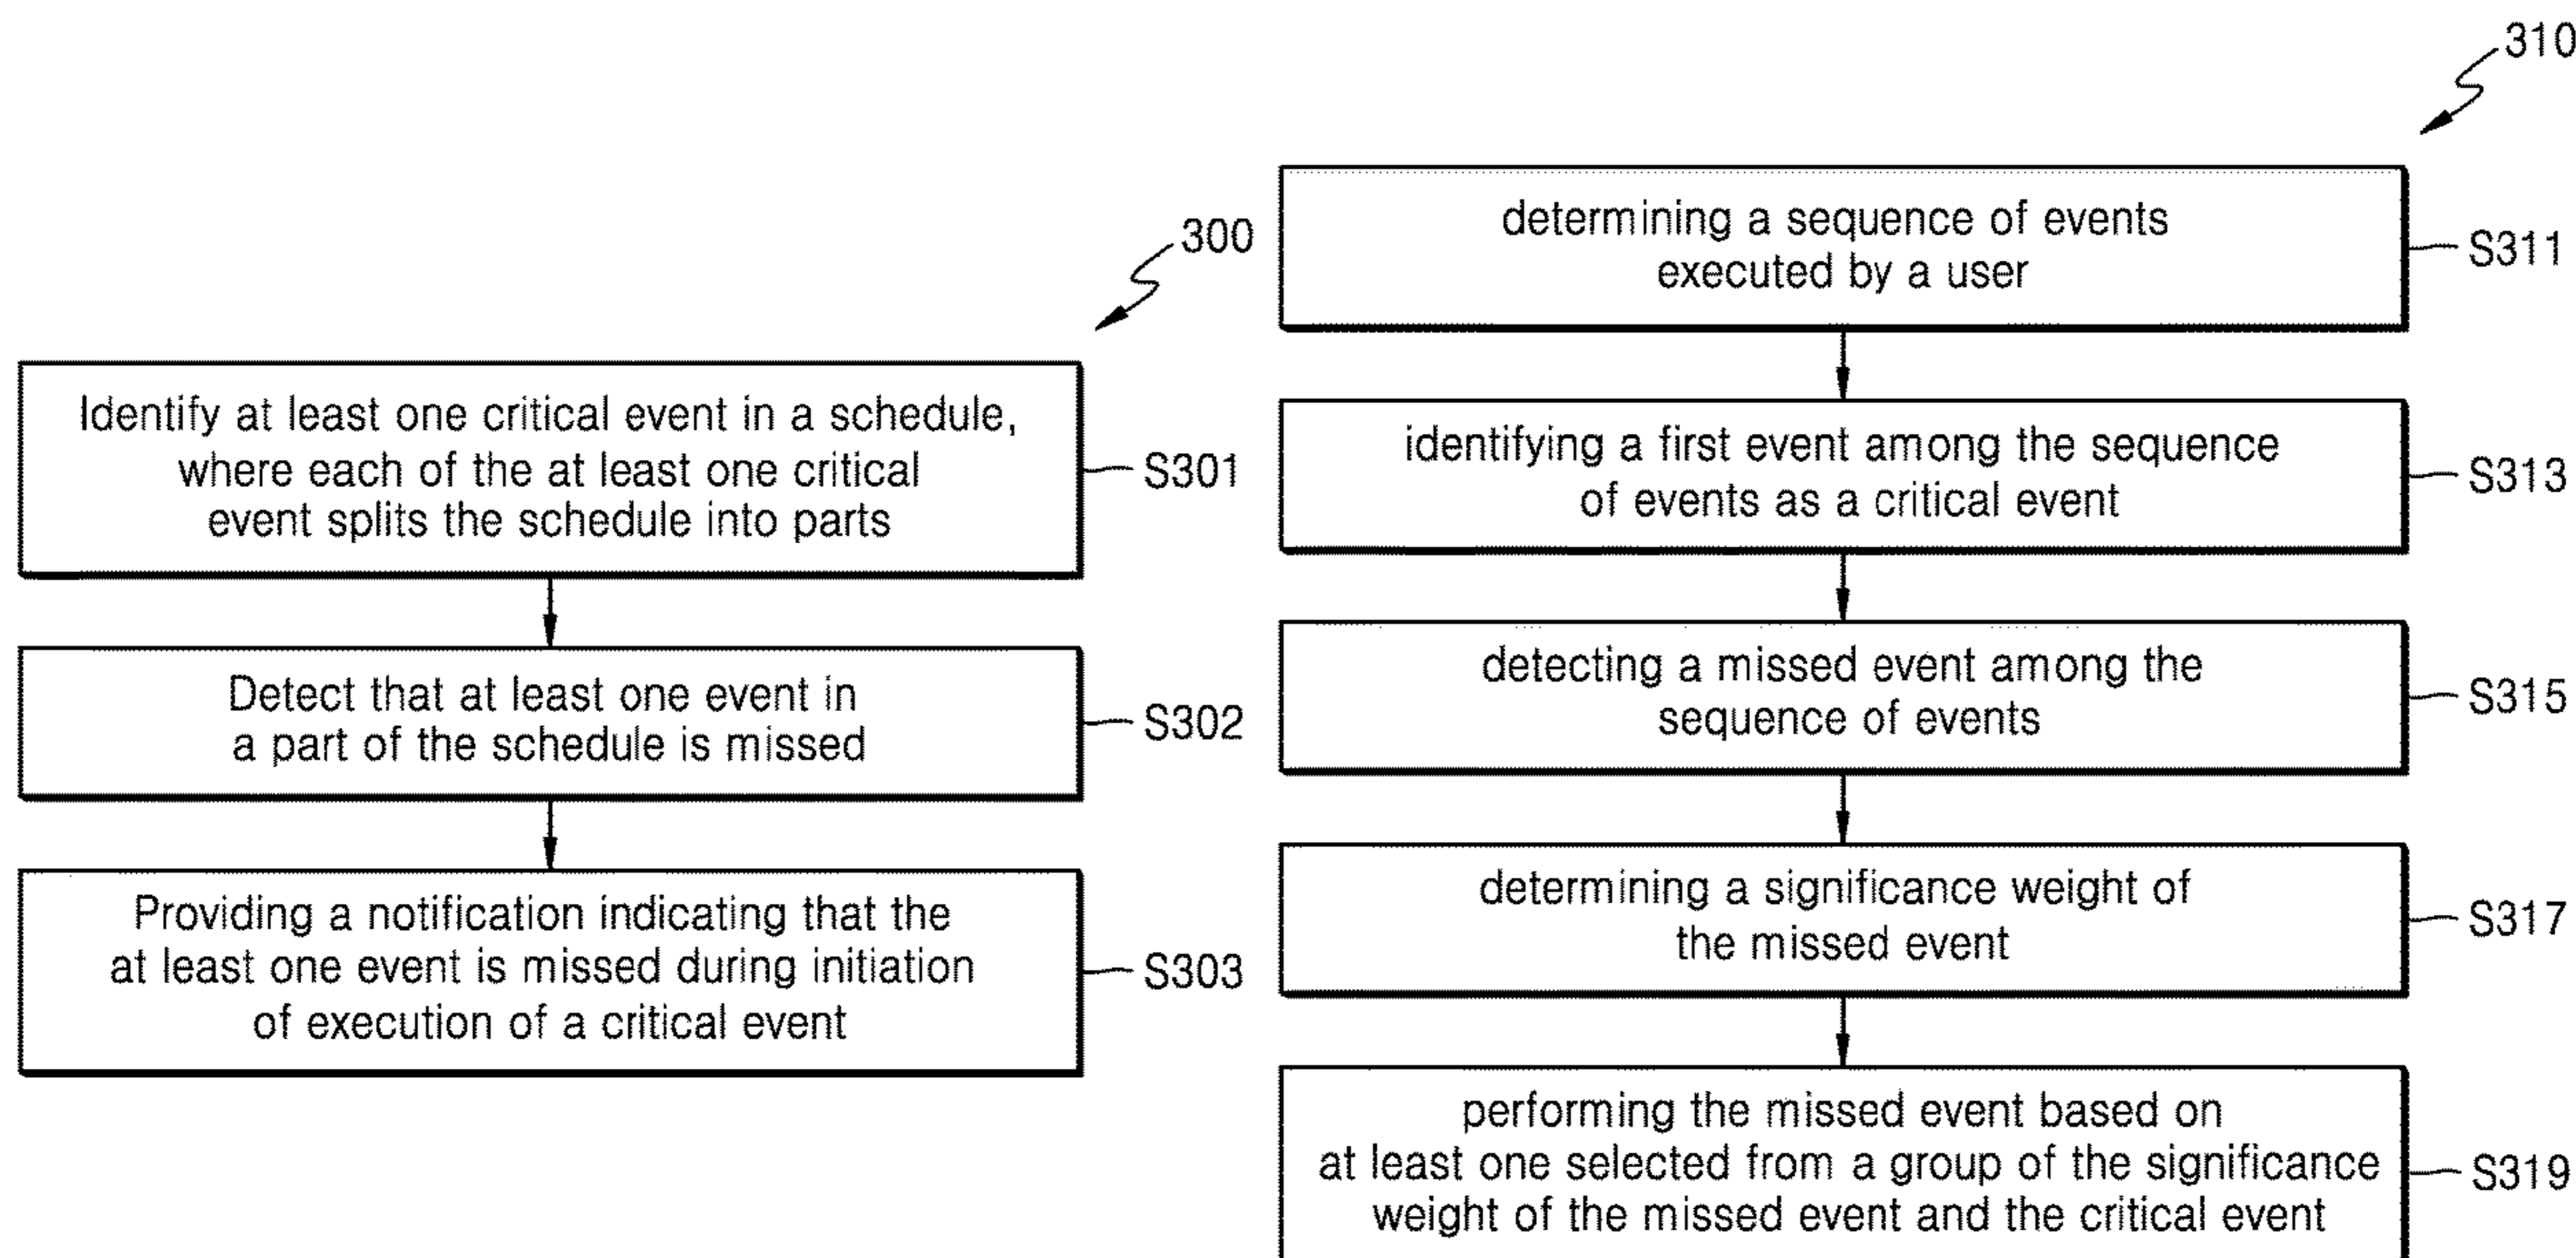 300
Identify at least one critical event in a schedule,
where each of the at least one critical
event splits the schedule into parts
S301
Detect that at least one event in
a part of the schedule is missed
S302
Providing a notification indicating that the
at least one event is missed during initiation
of execution of a critical event
S303
310
determining a sequence of events
executed by a user
S311
identifying a first event among the sequence
of events as a critical event
S313
detecting a missed event among the
sequence of events
S315
determining a significance weight of
the missed event
S317
performing the missed event based on
at least one selected from a group of the significance
weight of the missed event and the critical event
S319